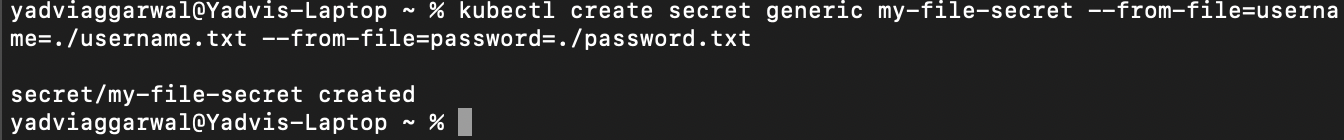 yadviaggarwal@Yadvis-Laptop ~ % kubectl create secret generic my-file-secret --from-file=userna
me=./username.txt --from-file=password=./password.txt
secret/my-file-secret created
yadviaggarwal@Yadvis-Laptop ~ %